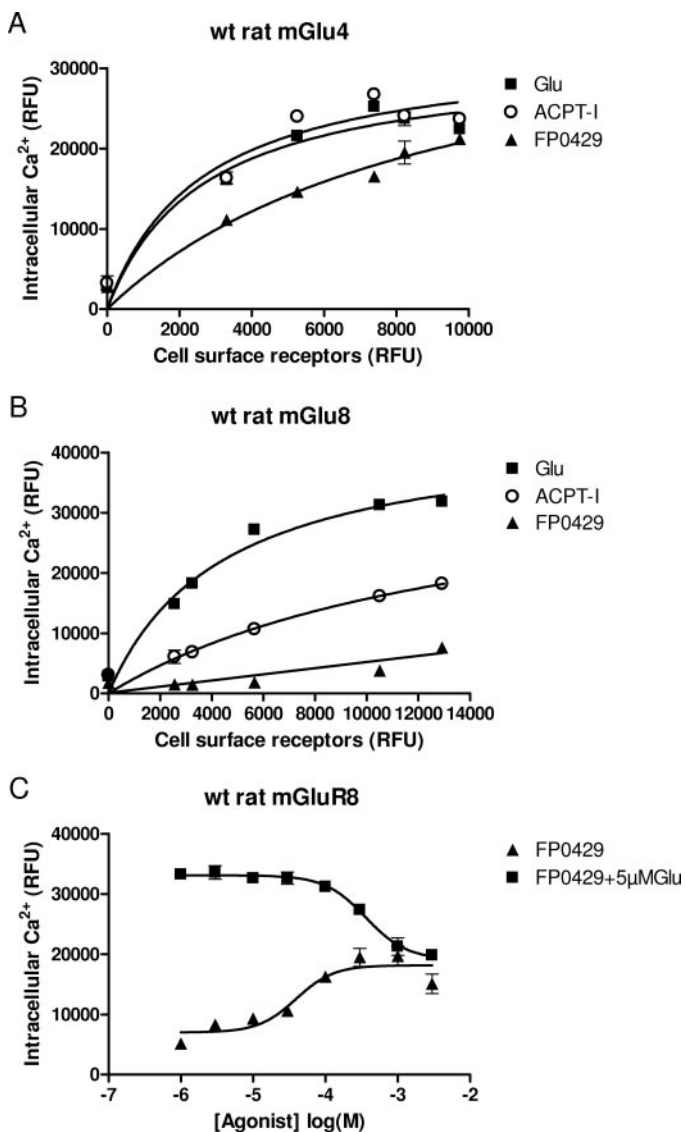 A
wt rat mGlu4
Intracellular Ca²⁺ (RFU)
30000
20000
10000
0
0 2000 4000 6000 8000 10000
Cell surface receptors (RFU)
Glu
ACPT-I
FP0429
B
wt rat mGlu8
Intracellular Ca²⁺ (RFU)
40000
30000
20000
10000
0
0 2000 4000 6000 8000 10000 12000 14000
Cell surface receptors (RFU)
Glu
ACPT-I
FP0429
C
wt rat mGluR8
Intracellular Ca²⁺ (RFU)
40000
30000
20000
10000
0
-7 -6 -5 -4 -3 -2
[Agonist] log(M)
FP0429
FP0429+5µMGlu